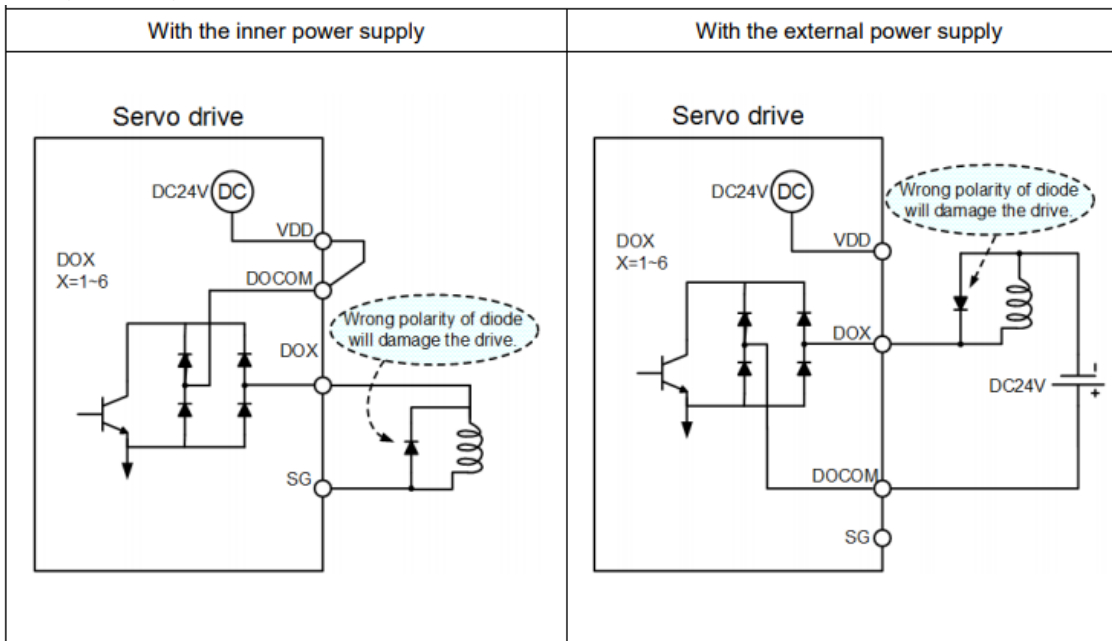 With the inner power supply
With the external power supply
Servo drive
DC24V
DC
VDD
DOX
X=1~6
DOCOM
Wrong polarity of diode
will damage the drive.
DOX
SG
Servo drive
DC24V
DC
Wrong polarity of diode
will damage the drive.
VDD
DOX
X=1~6
DOX
-
DC24V
+
DOCOM
SG